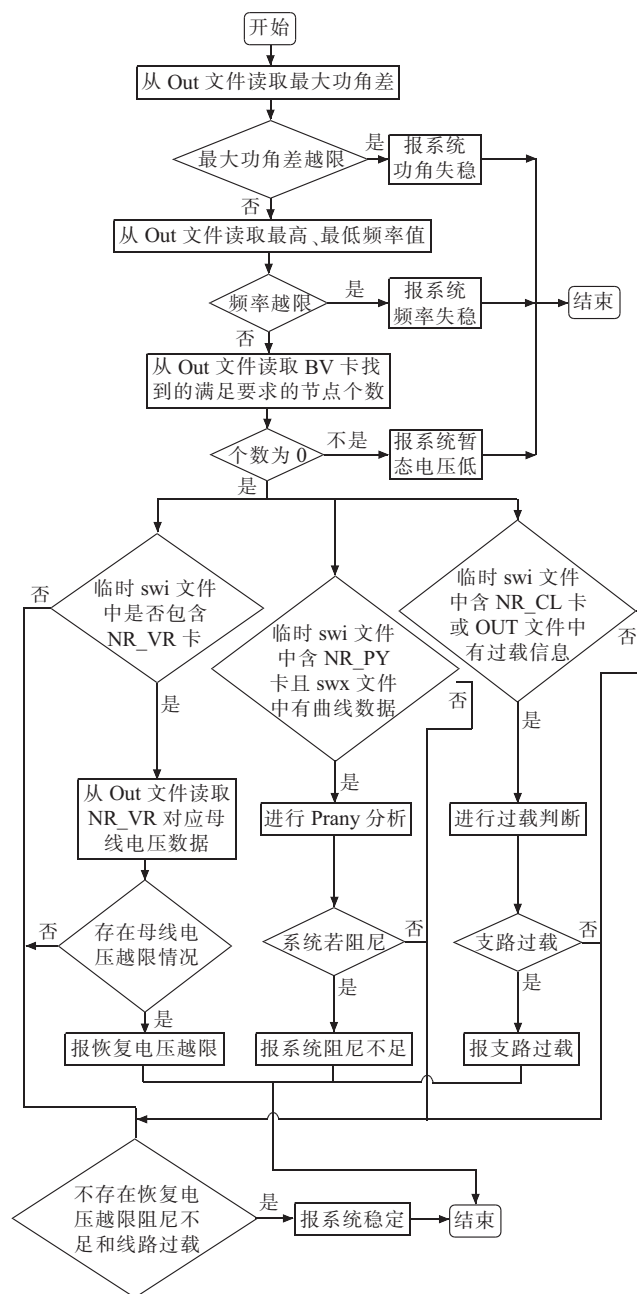 开始
从 Out 文件读取最大功角差
最大功角差越限
是
报系统
功角失稳
否
从 Out 文件读取最高、最低频率值
频率越限
是
报系统
频率失稳
结束
否
从 Out 文件读取 BV 卡找
到的满足要求的节点个数
个数为 0
不是
报系统暂
态电压低
是
否
临时 swi 文件
中是否包含
NR_VR 卡
是
临时 swi 文件
中含 NR_PY
卡且 swx 文件
中有曲线数据
否
是
临时 swi 文件
中含 NR_CL 卡
或 OUT 文件中
有过载信息
否
是
从 Out 文件读取
NR_VR 对应母
线电压数据
进行 Prany 分析
进行过载判断
否
存在母线电
压越限情况
是
系统若阻尼
否
是
支路过载
否
是
报恢复电压越限
报系统阻尼不足
报支路过载
不存在恢复电
压越限阻尼不
足和线路过载
是
报系统稳定
结束